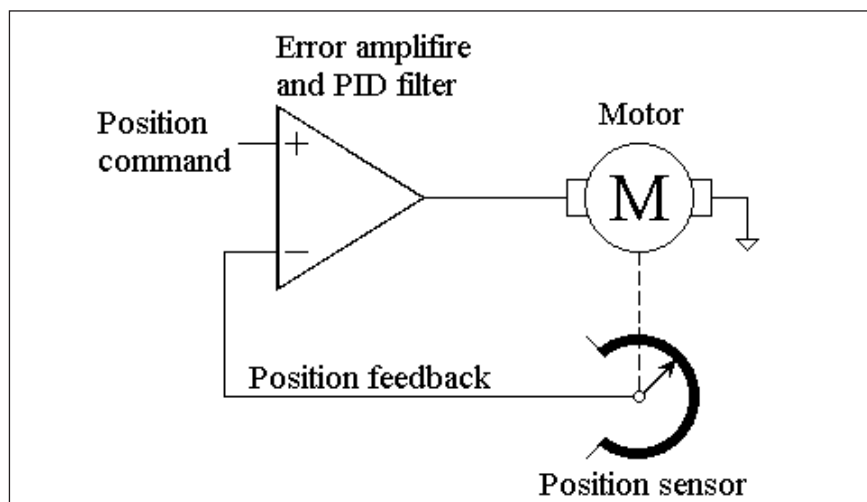 Error amplifire
and PID filter
Position
command
+
−
Motor
M
Position feedback
Position sensor